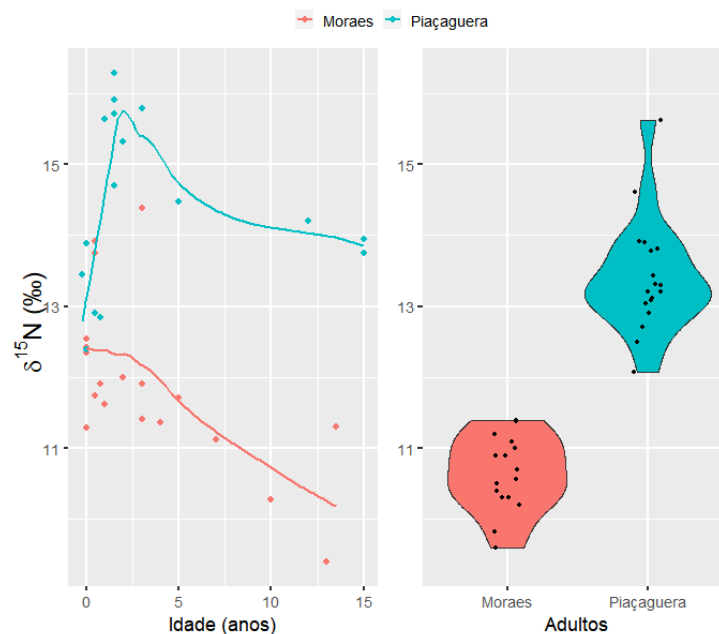 Moraes Piaçaguera
15
13
11
δ¹⁵N (‰)
0 5 10 15
Idade (anos)
15
13
11
Moraes Piaçaguera
Adultos